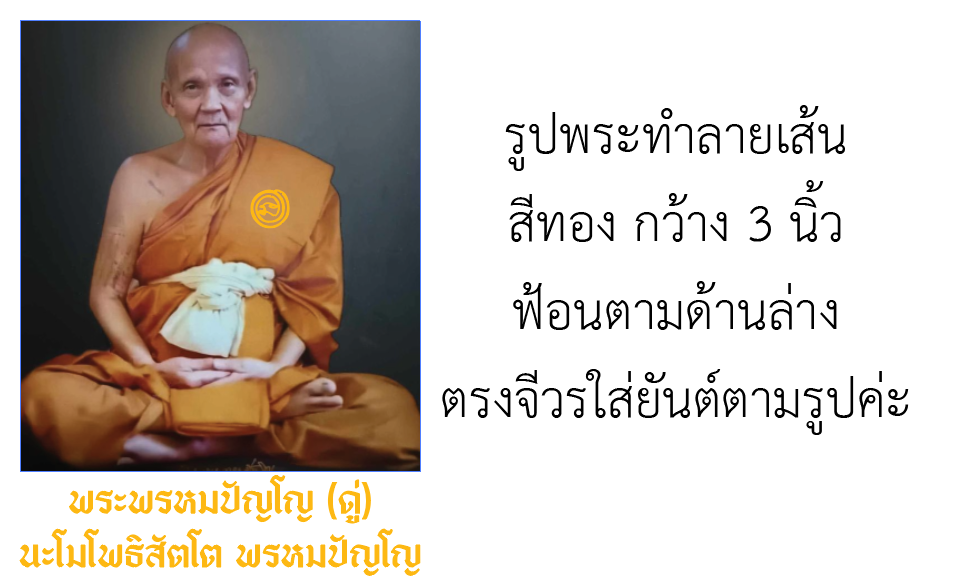 รูปพระทำลายเส้น
สีทอง กว้าง 3 นิ้ว
ฟ้อนตามด้านล่าง
ตรงจีวรใส่ยันต์ตามรูปค่ะ
พระพรหมปัญโญ (ดู่)
นะโมโพธิสัตโต พรหมปัญโญ